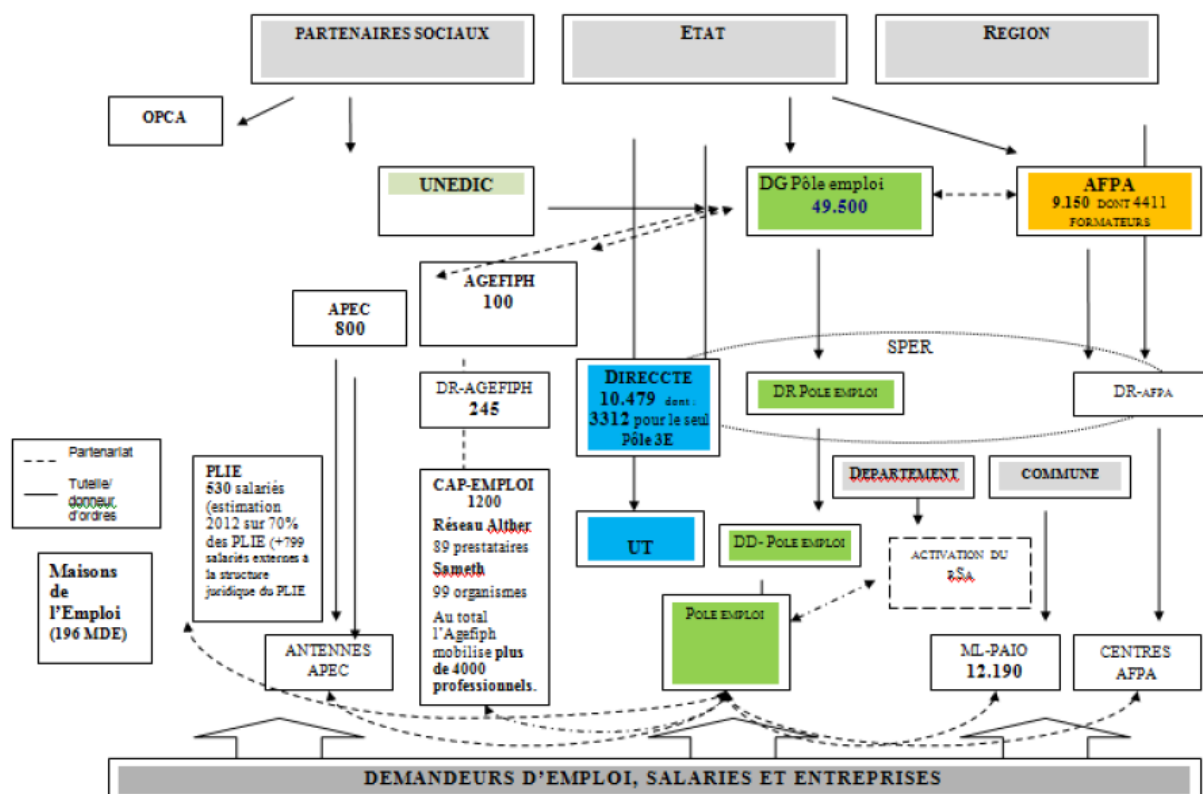 PARTENAIRES SOCIAUX
ETAT
REGION
OPCA
UNEDIC
DG Pôle emploi
49.500
AFPA
9.150 DONT 4411
FORMATEURS
AGEFIPH
100
APEC
800
SPER
DIRECCTE
10.479 dont :
3312 pour le seul
Pôle 3E
DR POLE EMPLOI
DR-AFPA
DR-AGEFIPH
245
Partenariat
Tutelle/
donneur
d'ordres
PLIE
530 salariés
(estimation
2012 sur 70%
des PLIE (+799
salariés externes à
la structure
juridique du PLIE
CAP-EMPLOI
1200
Réseau Alther
89 prestataires
Sameth
99 organismes
Au total
l'Agefiph
mobilise plus
de 4000
professionnels.
DEPARTEMENT
COMMUNE
UT
DD- POLE EMPLOI
ACTIVATION DU
RSA
Maisons
de
l'Emploi
(196 MDE)
ANTENNES
APEC
POLE EMPLOI
ML-PAIO
12.190
CENTRES
AFPA
DEMANDEURS D'EMPLOI, SALARIES ET ENTREPRISES